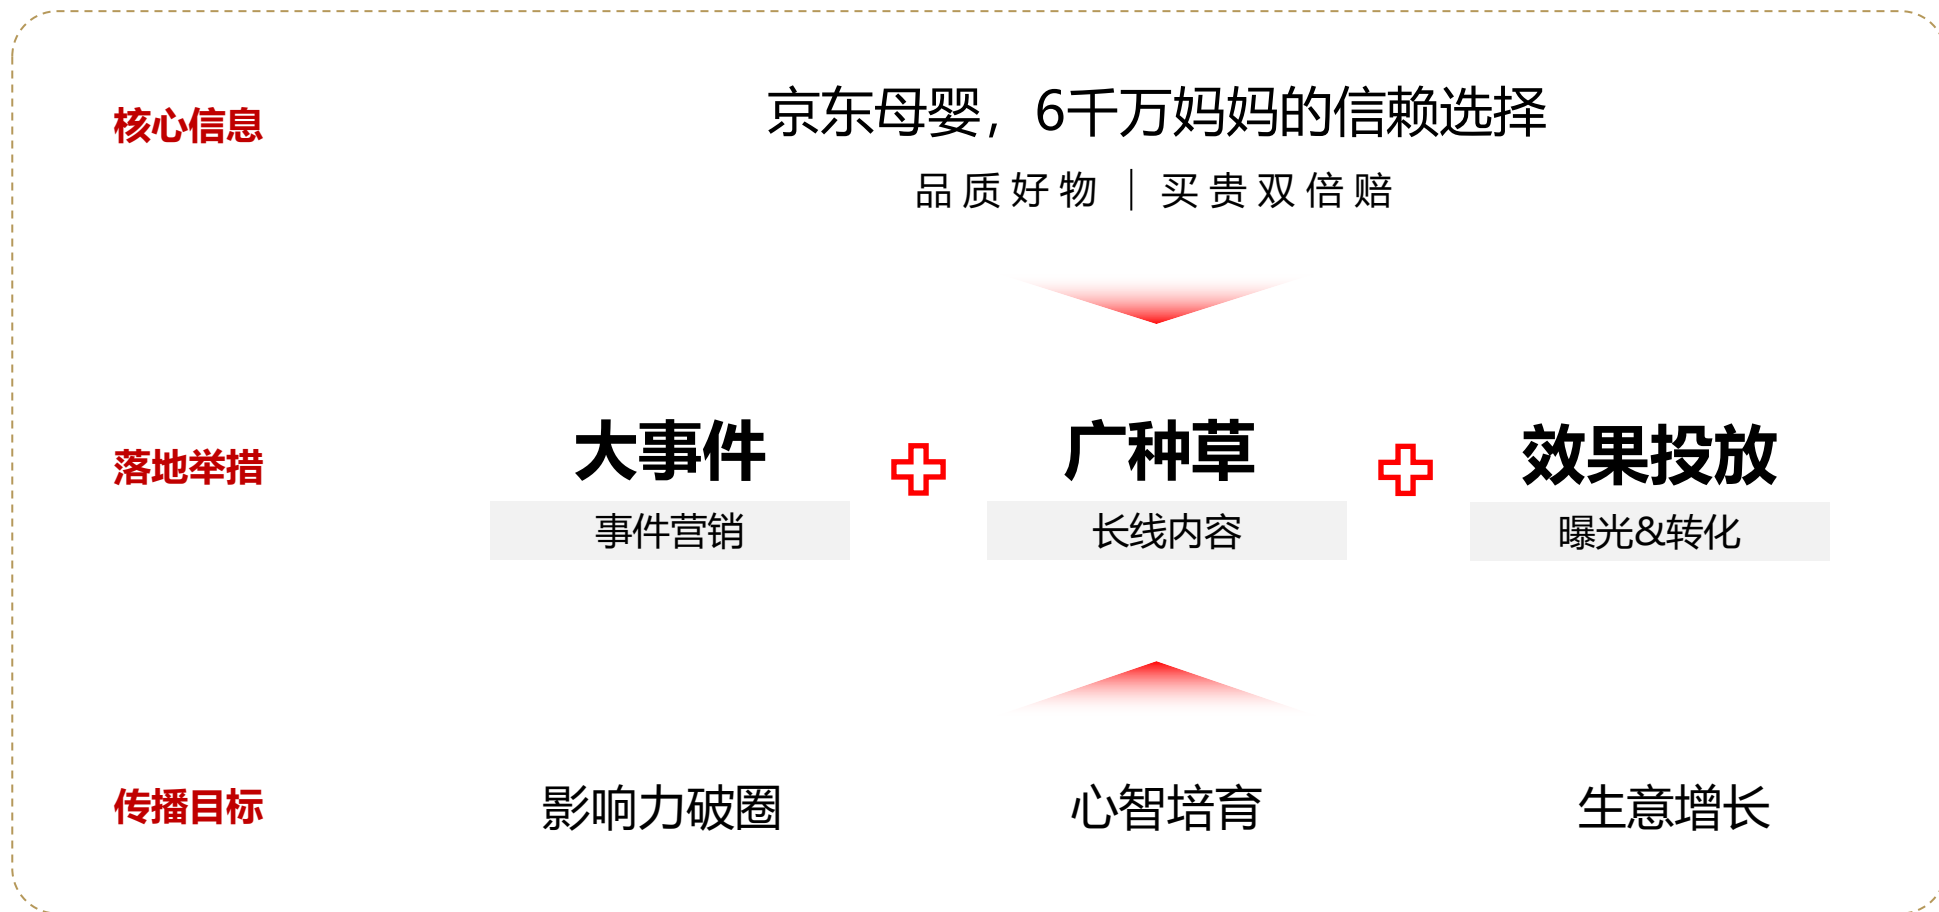 核心信息
京东母婴，6千万妈妈的信赖选择
品质好物｜买贵双倍赔
落地举措
大事件
广种草
效果投放
事件营销
长线内容
曝光&转化
传播目标
影响力破圈
心智培育
生意增长